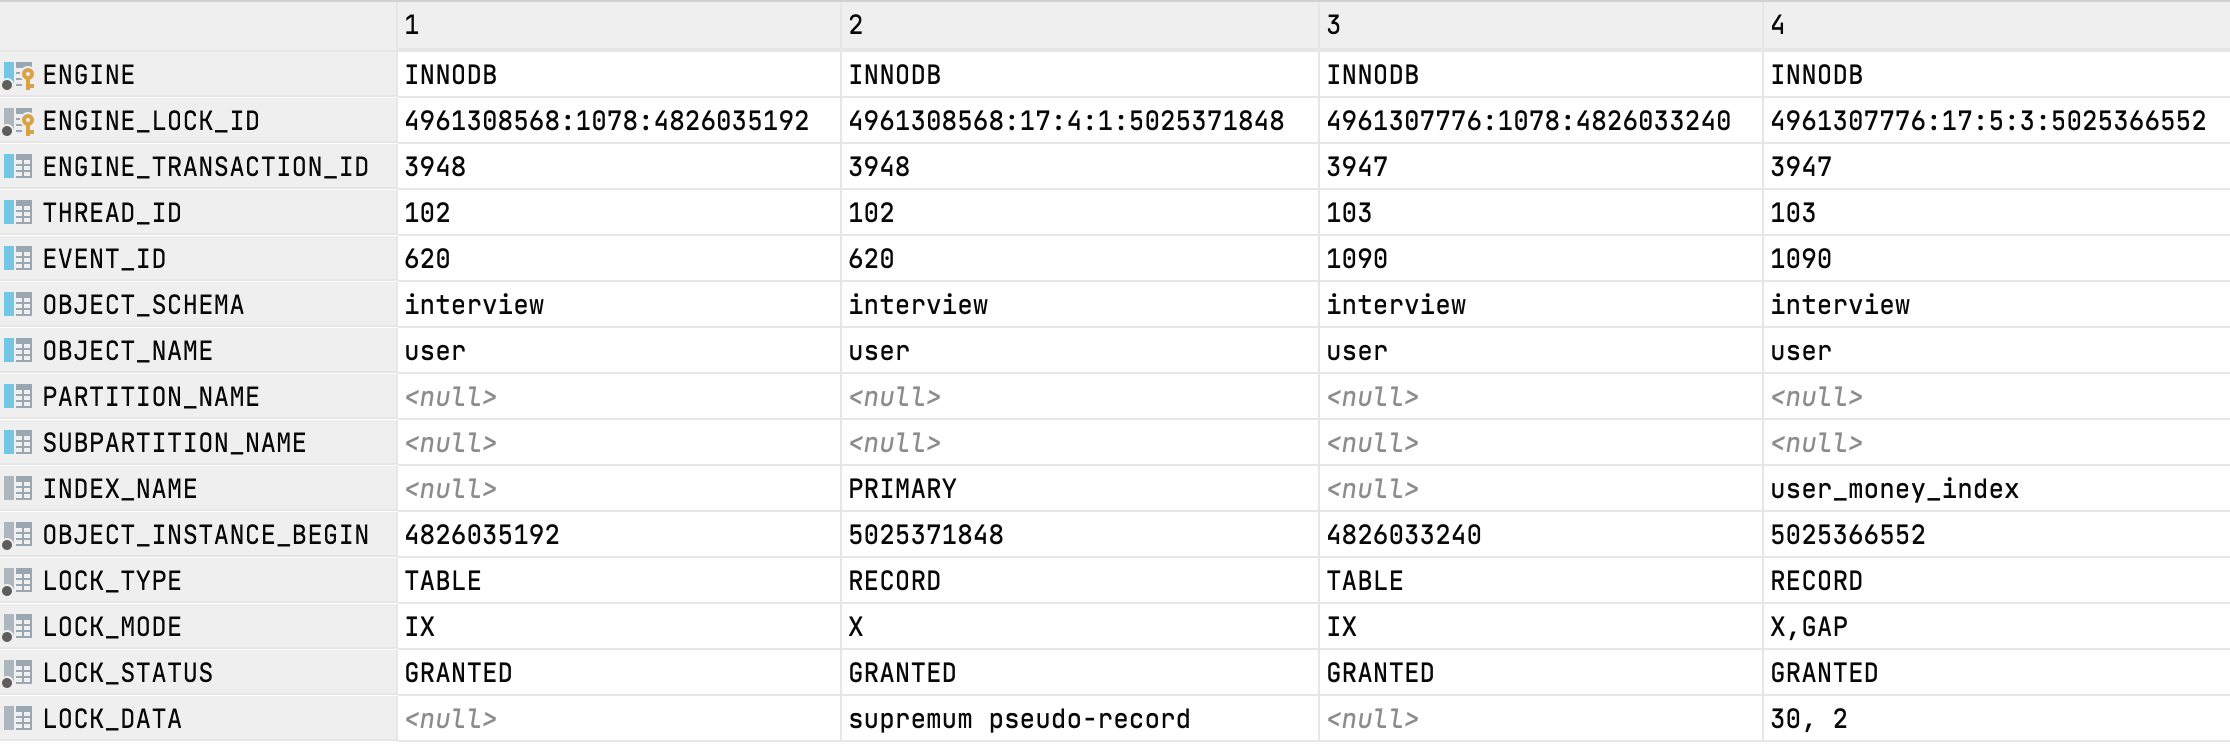 1 2 3 4
ENGINE INNODB INNODB INNODB INNODB
ENGINE_LOCK_ID 4961308568:1078:4826035192 4961308568:17:4:1:5025371848 4961307776:1078:4826033240 4961307776:17:5:3:5025366552
ENGINE_TRANSACTION_ID 3948 3948 3947 3947
THREAD_ID 102 102 103 103
EVENT_ID 620 620 1090 1090
OBJECT_SCHEMA interview interview interview interview
OBJECT_NAME user user user user
PARTITION_NAME <null> <null> <null> <null>
SUBPARTITION_NAME <null> <null> <null> <null>
INDEX_NAME <null> PRIMARY <null> user_money_index
OBJECT_INSTANCE_BEGIN 4826035192 5025371848 4826033240 5025366552
LOCK_TYPE TABLE RECORD TABLE RECORD
LOCK_MODE IX X IX X,GAP
LOCK_STATUS GRANTED GRANTED GRANTED GRANTED
LOCK_DATA <null> supremum pseudo-record <null> 30, 2